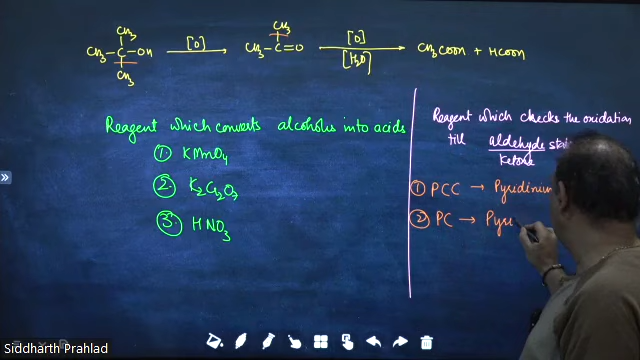 CH3
CH3-C-OH
CH3
[O]
CH3
CH3-C=O
[O]
[H2O]
CH3COOH + HCOOH
Reagent which converts alcohols into acids
① KMnO4
② K2Cr2O7
③ HNO3
Reagent which checks the oxidation
till aldehyde
ketone
① PCC → Pyridinium
② PC → Pyri
Siddharth Prahlad